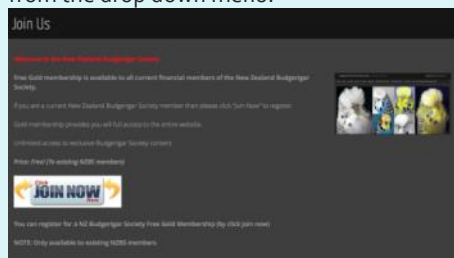 from the drop down menu.
Join Us
Welcome to the New Zealand Budgerigar Society
Free Gold membership is available to all current financial members of the New Zealand Budgerigar
Society.
If you are a current New Zealand Budgerigar Society member then please click "Join Now" to register.
Gold membership provides you will full access to the entire website.
Unlimited access to exclusive Budgerigar Society content
Price: Free! (To existing NZBS members)
Click
JOIN NOW
Here
You can register for a NZ Budgerigar Society Free Gold Membership (by click join now)
NOTE: Only available to existing NZBS members